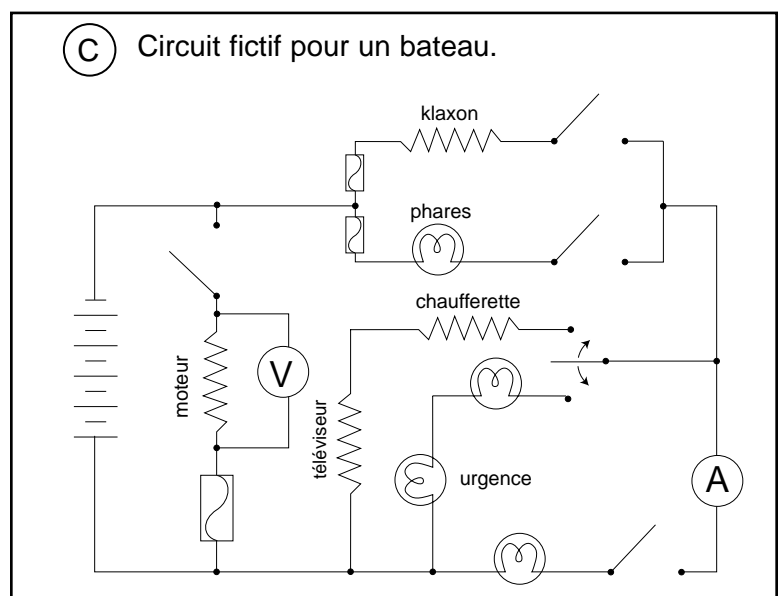 C Circuit fictif pour un bateau.
klaxon
phares
chaufferette
moteur
V
téléviseur
urgence
A